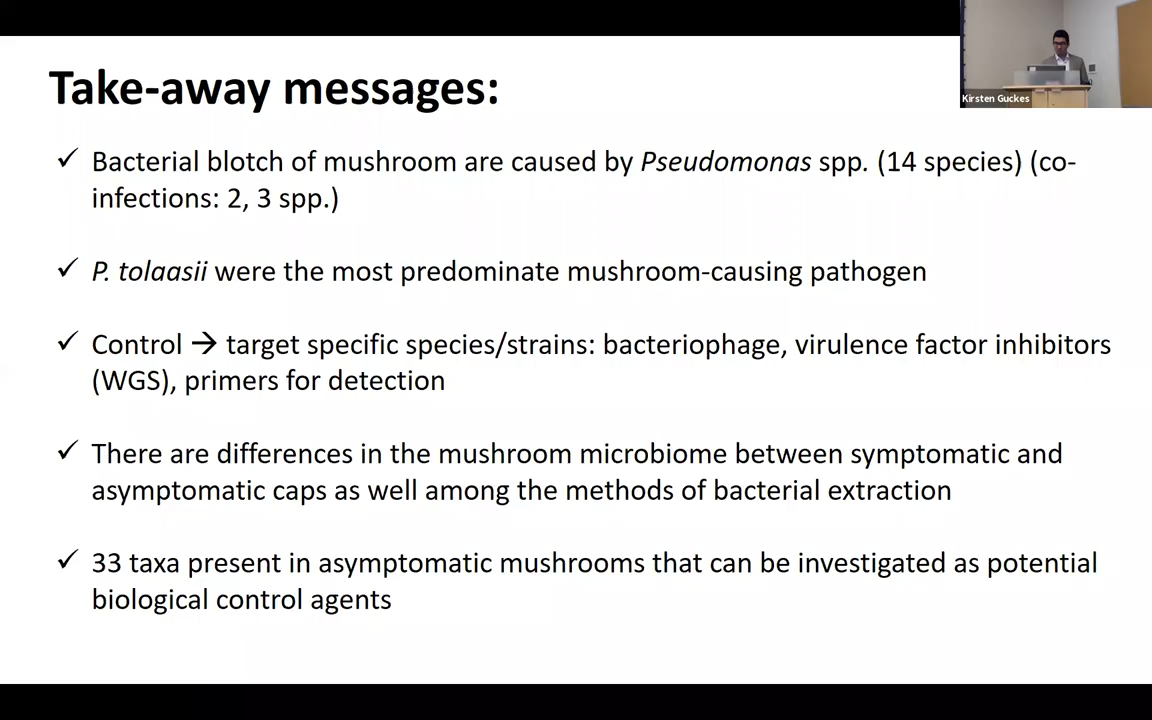 Take-away messages:
Kirsten Guckes
✓ Bacterial blotch of mushroom are caused by Pseudomonas spp. (14 species) (co-
infections: 2, 3 spp.)
✓ P. tolaasii were the most predominate mushroom-causing pathogen
✓ Control → target specific species/strains: bacteriophage, virulence factor inhibitors
(WGS), primers for detection
✓ There are differences in the mushroom microbiome between symptomatic and
asymptomatic caps as well among the methods of bacterial extraction
✓ 33 taxa present in asymptomatic mushrooms that can be investigated as potential
biological control agents